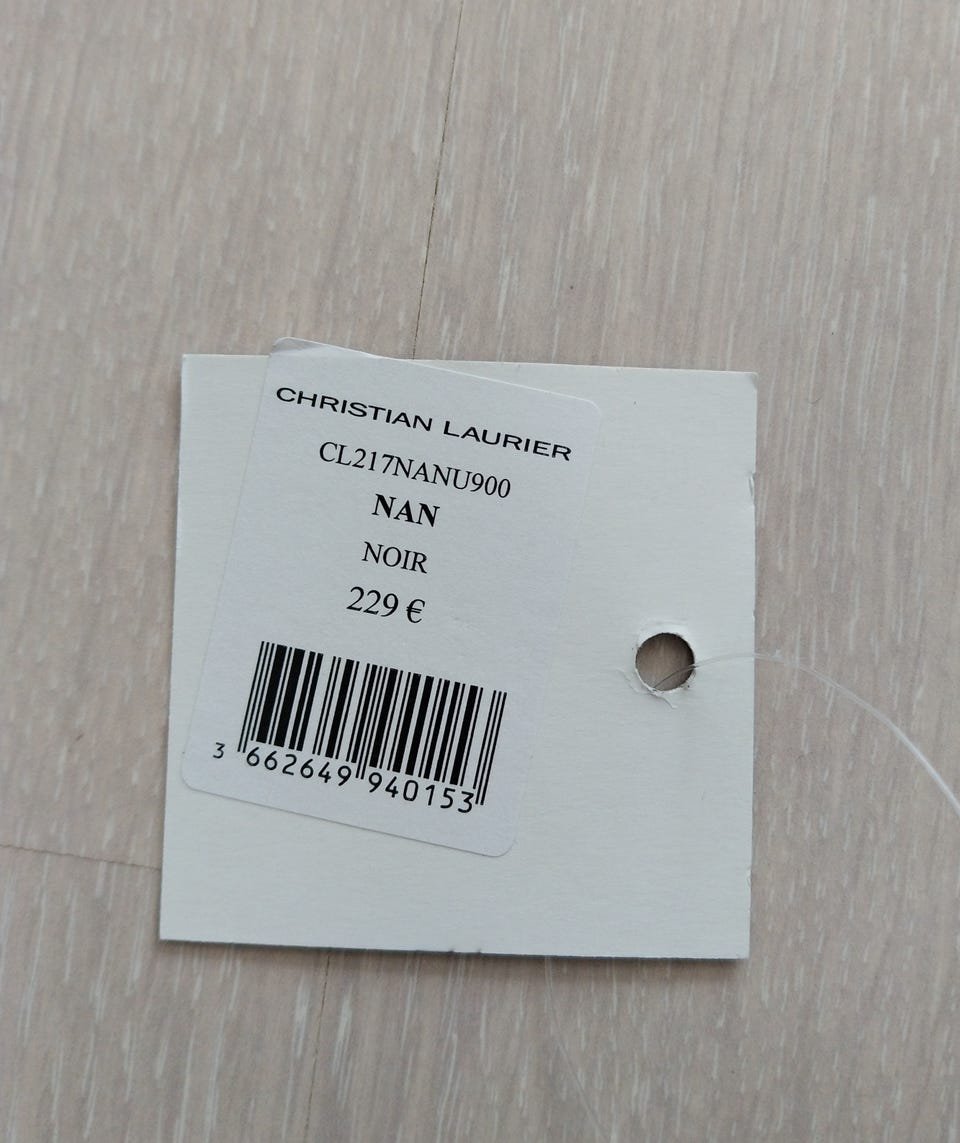 CHRISTIAN LAURIER
CL217NANU900
NAN
NOIR
229 €
3 662649 940153